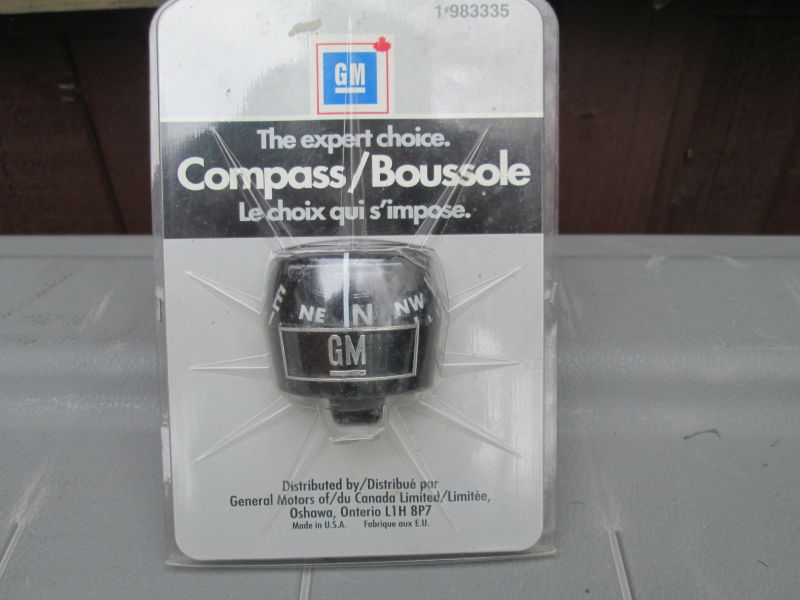 1#983335
GM
The expert choice.
Compass/Boussole
Le choix qui s'impose.
E NE N NW
GM
Distributed by/Distribué par
General Motors of/du Canada Limited/Limitée,
Oshawa, Onterio L1H 8P7
Made in U.S.A. Fabrique aux E.U.